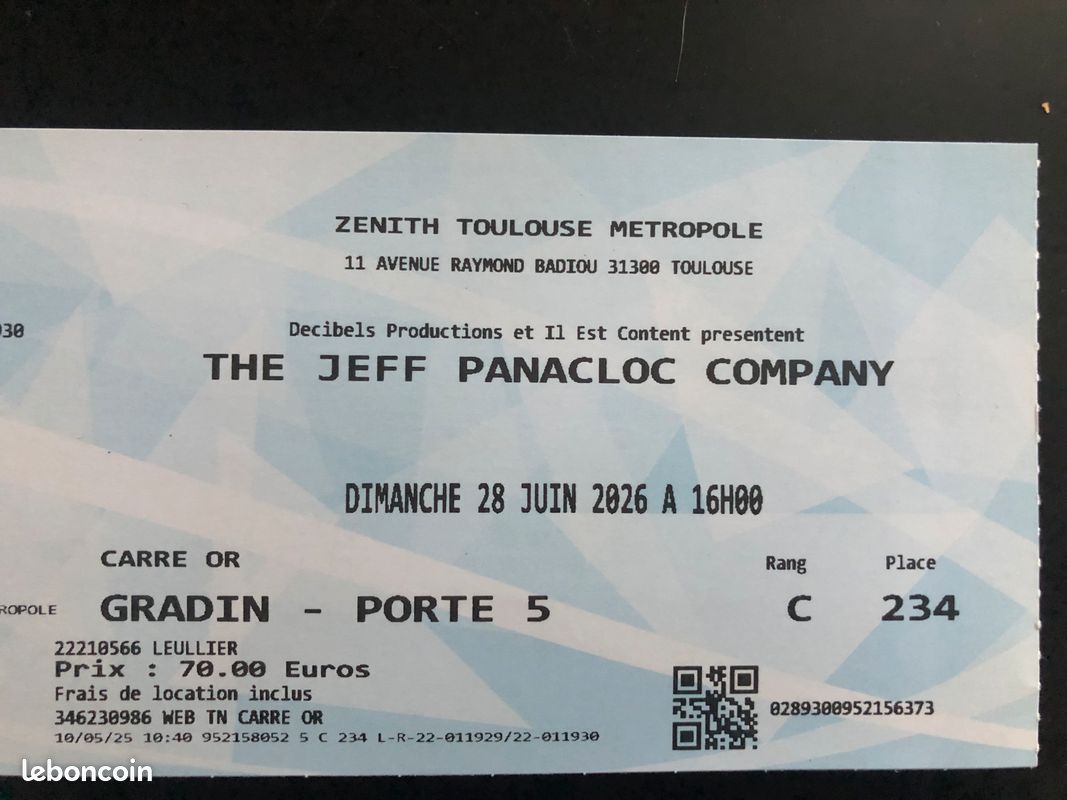 ZENITH TOULOUSE METROPOLE
11 AVENUE RAYMOND BADIOU 31300 TOULOUSE
Decibels Productions et Il Est Content presentent
THE JEFF PANACLOC COMPANY
DIMANCHE 28 JUIN 2026 A 16H00
CARRE OR
Rang Place
GRADIN - PORTE 5 C 234
22210566 LEULLIER
Prix : 70.00 Euros
Frais de location inclus
346230986 WEB TN CARRE OR
0289300952156373
10/05/25 10:40 952158052 5 C 234 L-R-22-011929/22-011930
leboncoin